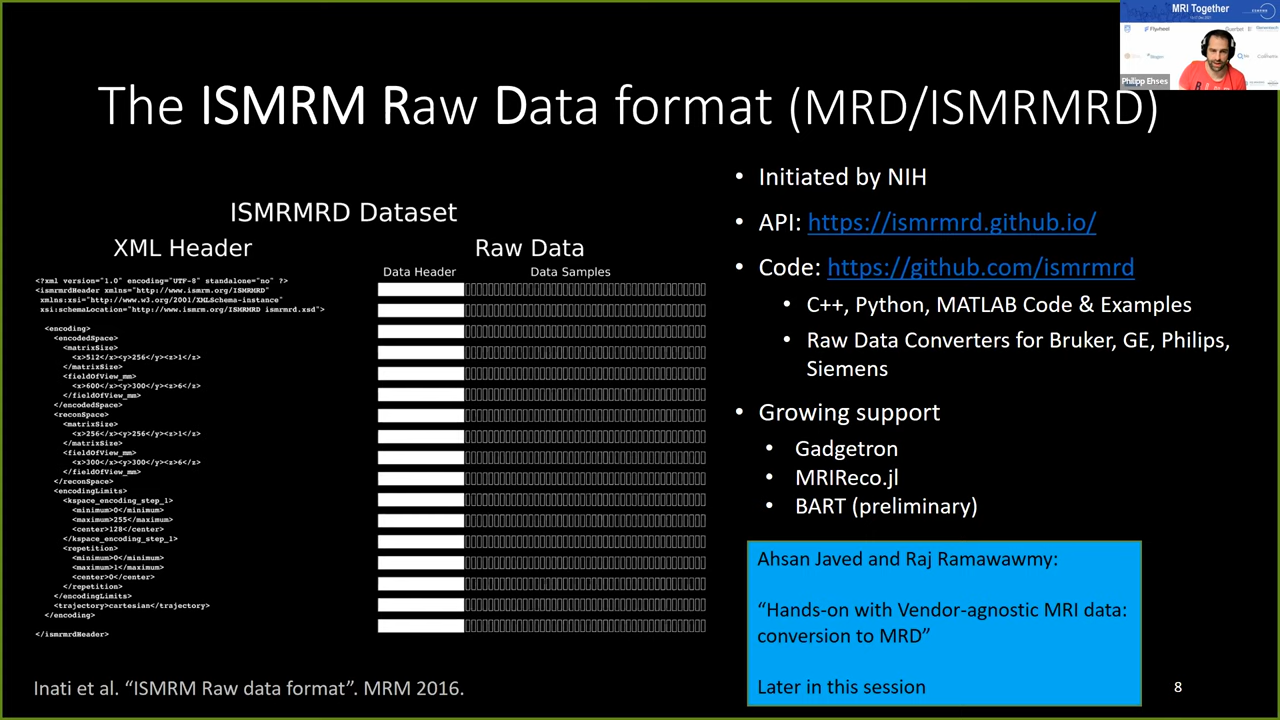 MRI Together
Flywheel
Philipp Ehses
The ISMRM Raw Data format (MRD/ISMRMRD)
ISMRMRD Dataset
XML Header
Raw Data
Data Header
Data Samples
<?xml version="1.0" encoding="UTF-8" standalone="no" ?>
<ismrmrdHeader xmlns="http://www.ismrm.org/ISMRMRD"
xmlns:xsi="http://www.w3.org/2001/XMLSchema-instance"
xsi:schemaLocation="http://www.ismrm.org/ISMRMRD ismrmrd.xsd">
<encoding>
<encodedSpace>
<matrixSize>
<x>512</x><y>256</y><z>1</z>
</matrixSize>
<fieldOfView_mm>
<x>600</x><y>300</y><z>6</z>
</fieldOfView_mm>
</encodedSpace>
<reconSpace>
<matrixSize>
<x>256</x><y>256</y><z>1</z>
</matrixSize>
<fieldOfView_mm>
<x>300</x><y>300</y><z>6</z>
</fieldOfView_mm>
</reconSpace>
<encodingLimits>
<kspace_encoding_step_1>
<minimum>0</minimum>
<maximum>255</maximum>
<center>128</center>
</kspace_encoding_step_1>
<repetition>
<minimum>0</minimum>
<maximum>1</maximum>
<center>0</center>
</repetition>
</encodingLimits>
<trajectory>cartesian</trajectory>
</encoding>
</ismrmrdHeader>
Inati et al. “ISMRM Raw data format”. MRM 2016.
• Initiated by NIH
• API: https://ismrmrd.github.io/
• Code: https://github.com/ismrmrd
• C++, Python, MATLAB Code & Examples
• Raw Data Converters for Bruker, GE, Philips,
Siemens
• Growing support
• Gadgetron
• MRIReco.jl
• BART (preliminary)
Ahsan Javed and Raj Ramawawmy:
“Hands-on with Vendor-agnostic MRI data:
conversion to MRD”
Later in this session
8